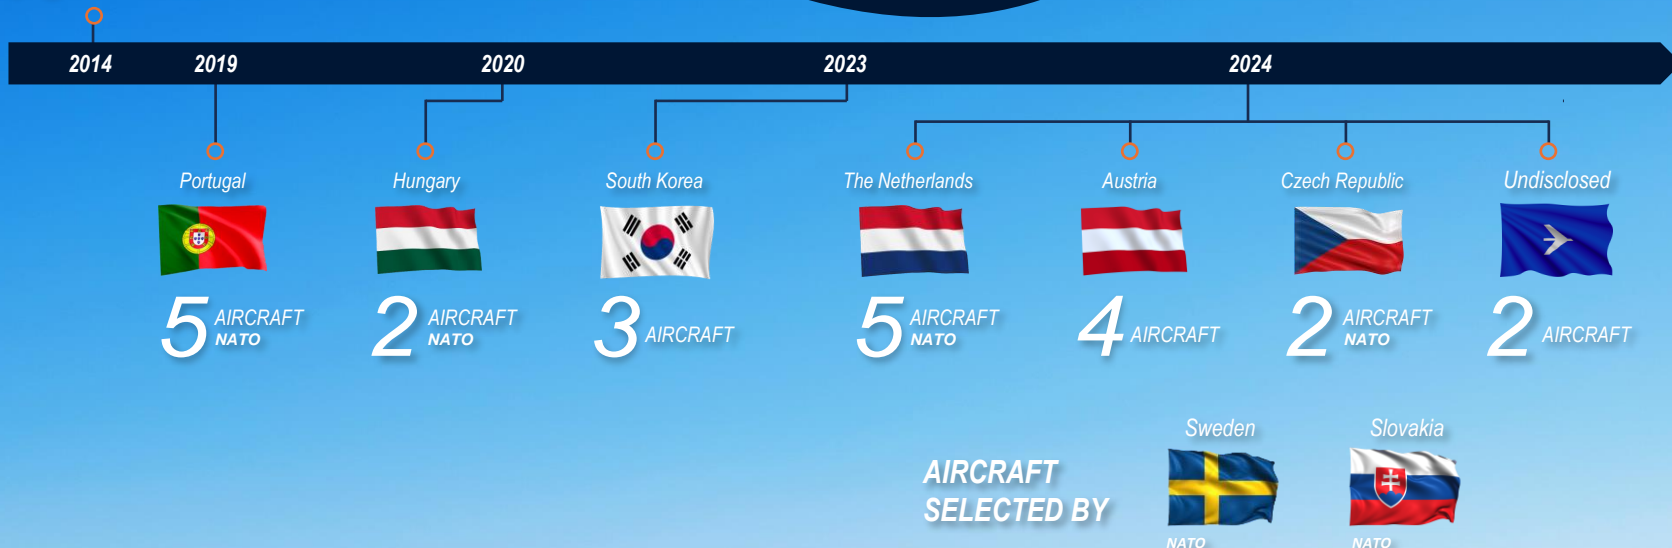 2014 2019 2020 2023 2024
Portugal Hungary South Korea The Netherlands Austria Czech Republic Undisclosed
5 AIRCRAFT NATO
2 AIRCRAFT NATO
3 AIRCRAFT
5 AIRCRAFT NATO
4 AIRCRAFT
2 AIRCRAFT NATO
2 AIRCRAFT
Sweden Slovakia
AIRCRAFT
SELECTED BY
NATO NATO